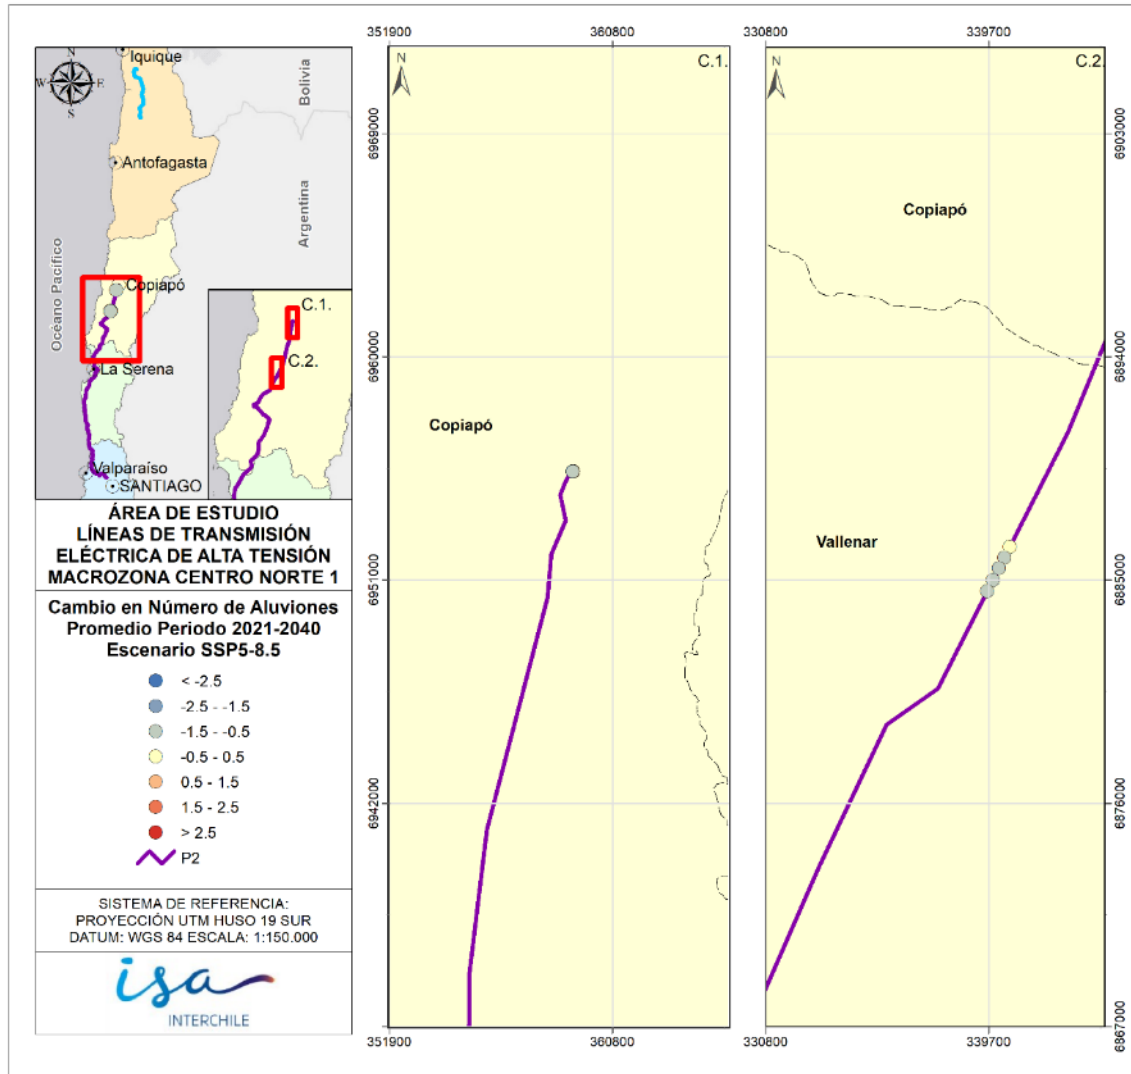 N
W
E
S
Iquique
Bolivia
Antofagasta
Argentina
Océano Pacífico
Copiapó
C.1.
C.2.
La Serena
Valparaíso
SANTIAGO
ÁREA DE ESTUDIO
LÍNEAS DE TRANSMISIÓN
ELÉCTRICA DE ALTA TENSIÓN
MACROZONA CENTRO NORTE 1
Cambio en Número de Aluviones
Promedio Periodo 2021-2040
Escenario SSP5-8.5
< -2.5
-2.5 - -1.5
-1.5 - -0.5
-0.5 - 0.5
0.5 - 1.5
1.5 - 2.5
> 2.5
P2
SISTEMA DE REFERENCIA:
PROYECCIÓN UTM HUSO 19 SUR
DATUM: WGS 84 ESCALA: 1:150.000
isa
INTERCHILE
351900
360800
N
C.1.
6969000
6960000
6951000
6942000
Copiapó
351900
360800
330800
339700
N
C.2.
Copiapó
Vallenar
6903000
6894000
6885000
6876000
6867000
330800
339700